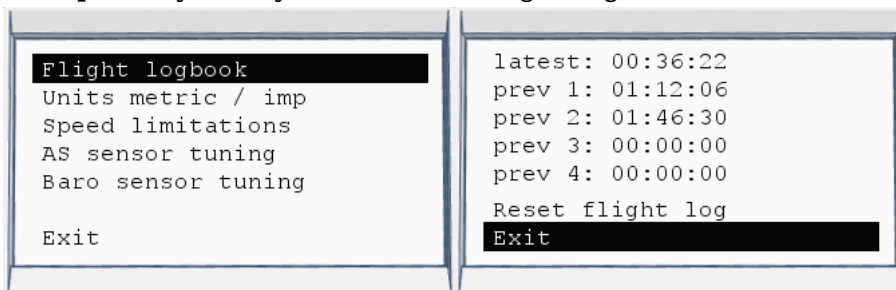 Flight logbook
Units metric / imp
Speed limitations
AS sensor tuning
Baro sensor tuning
Exit
latest: 00:36:22
prev 1: 01:12:06
prev 2: 01:46:30
prev 3: 00:00:00
prev 4: 00:00:00
Reset flight log
Exit